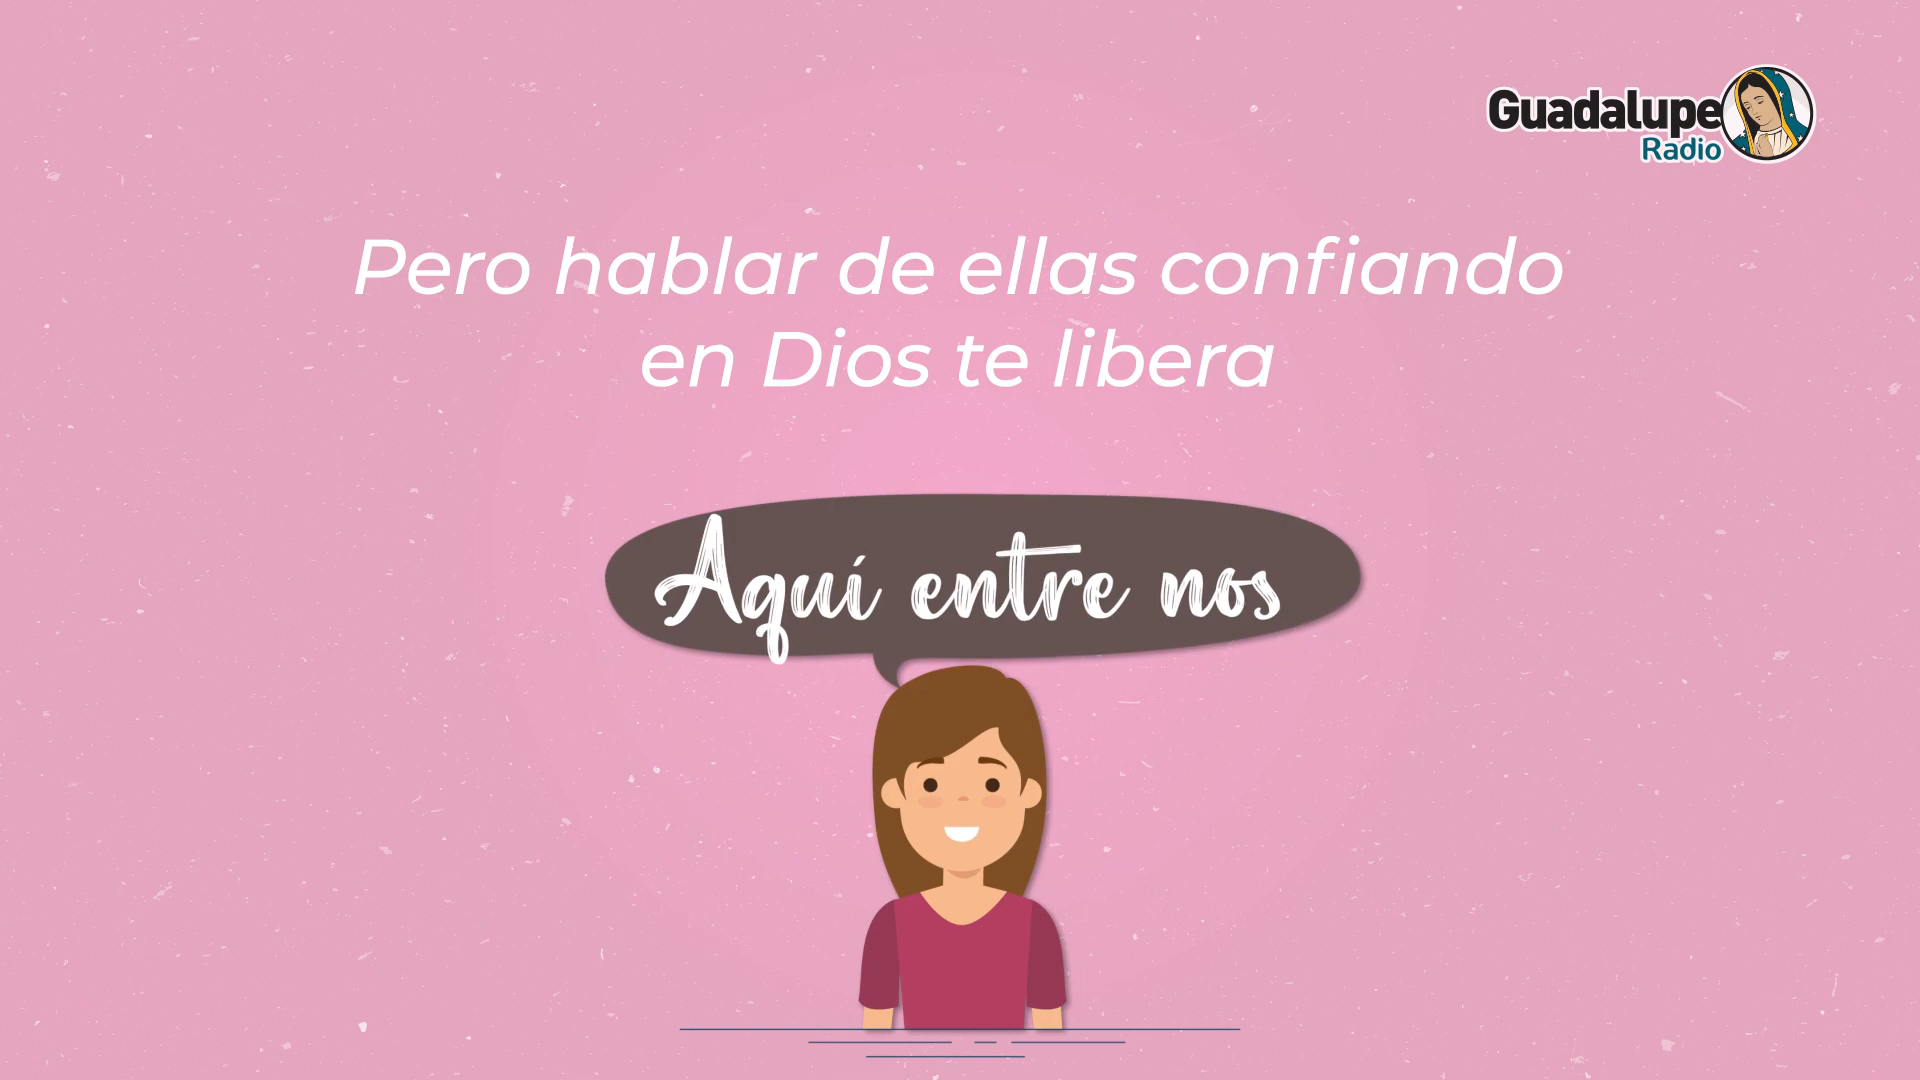 Guadalupe
Radio
Pero hablar de ellas confiando
en Dios te libera
Aquí entre nos